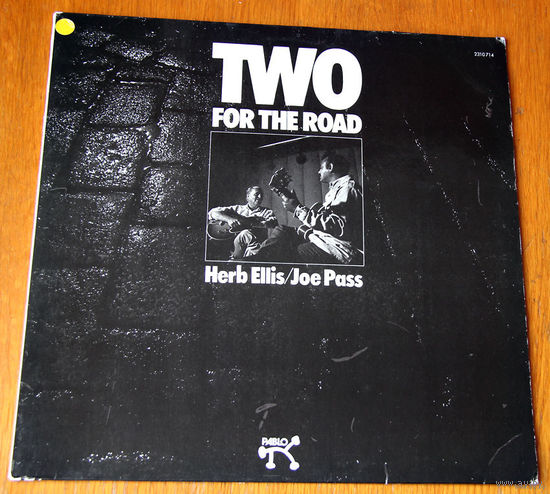 2310 714
TWO
FOR THE ROAD
Herb Ellis/Joe Pass
PABLO